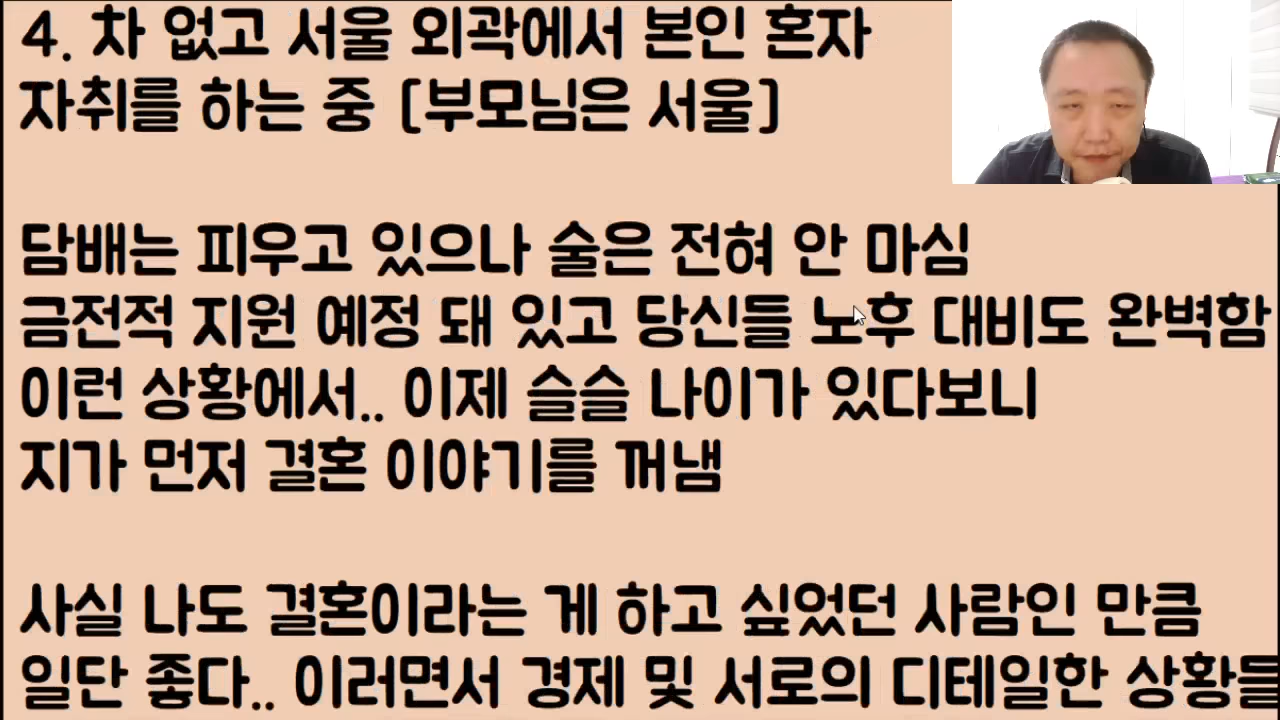 4. 차 없고 서울 외곽에서 본인 혼자
자취를 하는 중 [부모님은 서울]
담배는 피우고 있으나 술은 전혀 안 마심
금전적 지원 예정 돼 있고 당신들 노후 대비도 완벽함
이런 상황에서.. 이제 슬슬 나이가 있다보니
지가 먼저 결혼 이야기를 꺼냄
사실 나도 결혼이라는 게 하고 싶었던 사람인 만큼
일단 좋다.. 이러면서 경제 및 서로의 디테일한 상황들